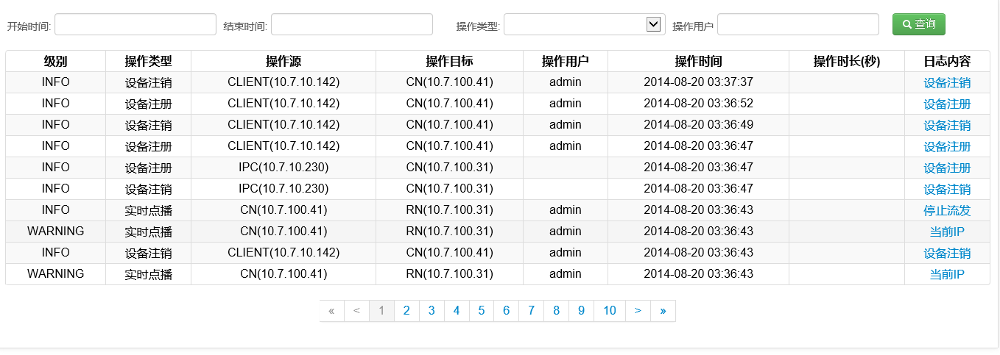 开始时间: 结束时间: 操作类型: 操作用户 查询
级别 操作类型 操作源 操作目标 操作用户 操作时间 操作时长(秒) 日志内容
INFO 设备注销 CLIENT(10.7.10.142) CN(10.7.100.41) admin 2014-08-20 03:37:37 设备注销
INFO 设备注册 CLIENT(10.7.10.142) CN(10.7.100.41) admin 2014-08-20 03:36:52 设备注册
INFO 设备注销 CLIENT(10.7.10.142) CN(10.7.100.41) admin 2014-08-20 03:36:49 设备注销
INFO 设备注册 CLIENT(10.7.10.142) CN(10.7.100.41) admin 2014-08-20 03:36:47 设备注册
INFO 设备注册 IPC(10.7.10.230) CN(10.7.100.31) 2014-08-20 03:36:47 设备注册
INFO 设备注销 IPC(10.7.10.230) CN(10.7.100.31) 2014-08-20 03:36:47 设备注销
INFO 实时点播 CN(10.7.100.41) RN(10.7.100.31) admin 2014-08-20 03:36:43 停止流发
WARNING 实时点播 CN(10.7.100.41) RN(10.7.100.31) admin 2014-08-20 03:36:43 当前IP
INFO 设备注销 CLIENT(10.7.10.142) CN(10.7.100.41) admin 2014-08-20 03:36:43 设备注销
WARNING 实时点播 CN(10.7.100.41) RN(10.7.100.31) admin 2014-08-20 03:36:43 当前IP
« < 1 2 3 4 5 6 7 8 9 10 > »